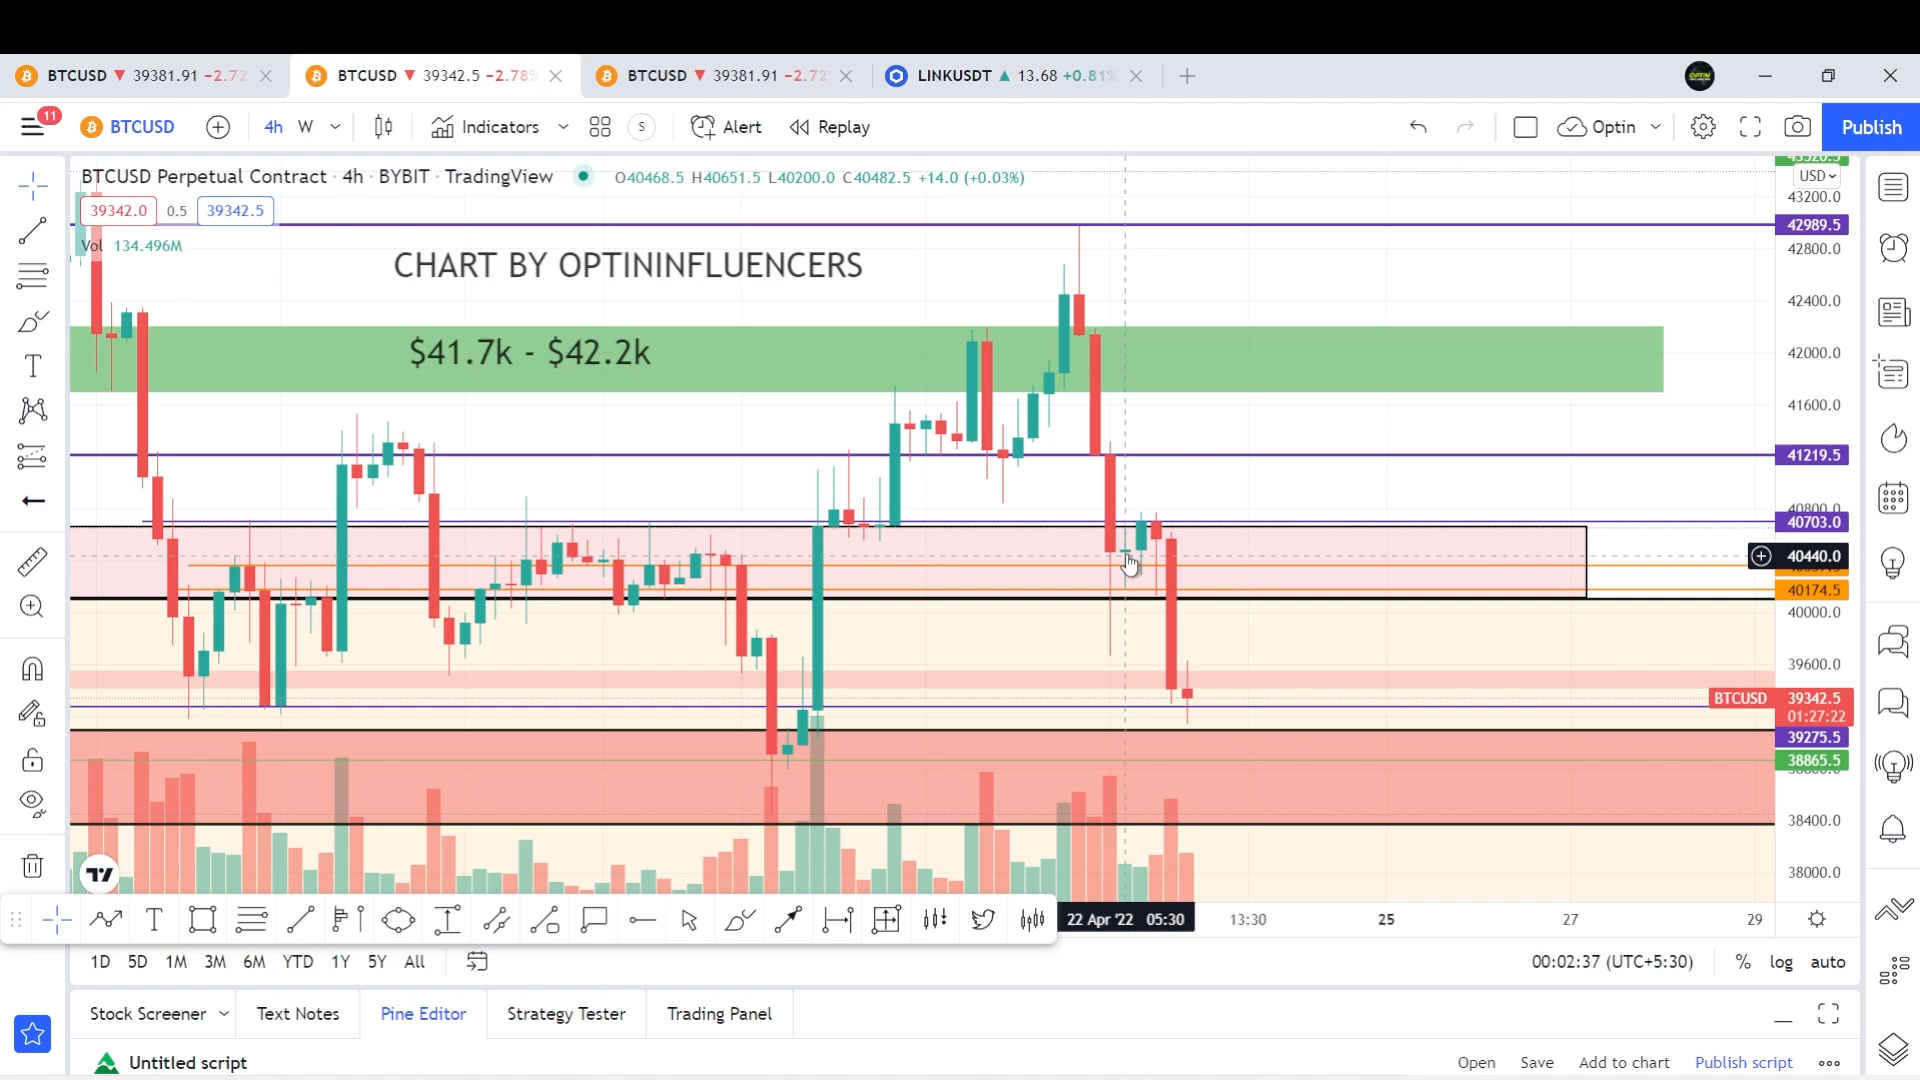 BTCUSD ▼ 39381.91 −2.72
BTCUSD ▼ 39342.5 −2.78%
BTCUSD ▼ 39381.91 −2.72
LINKUSDT ▲ 13.68 +0.81%
11
BTCUSD
4h W
Indicators
S
Alert
Replay
Optin
Publish
BTCUSD Perpetual Contract · 4h · BYBIT · TradingView
O40468.5 H40651.5 L40200.0 C40482.5 +14.0 (+0.03%)
USD
39342.0 0.5 39342.5
Vol 134.496M
CHART BY OPTININFLUENCERS
$41.7k - $42.2k
43200.0
42989.5
42800.0
42400.0
42000.0
41600.0
41219.5
40800.0
40703.0
40440.0
40174.5
40000.0
39600.0
BTCUSD 39342.5
01:27:22
39275.5
38865.5
38400.0
38000.0
22 Apr '22 05:30
13:30
25
27
29
1D 5D 1M 3M 6M YTD 1Y 5Y All
00:02:37 (UTC+5:30)
% log auto
Stock Screener
Text Notes
Pine Editor
Strategy Tester
Trading Panel
Untitled script
Open
Save
Add to chart
Publish script